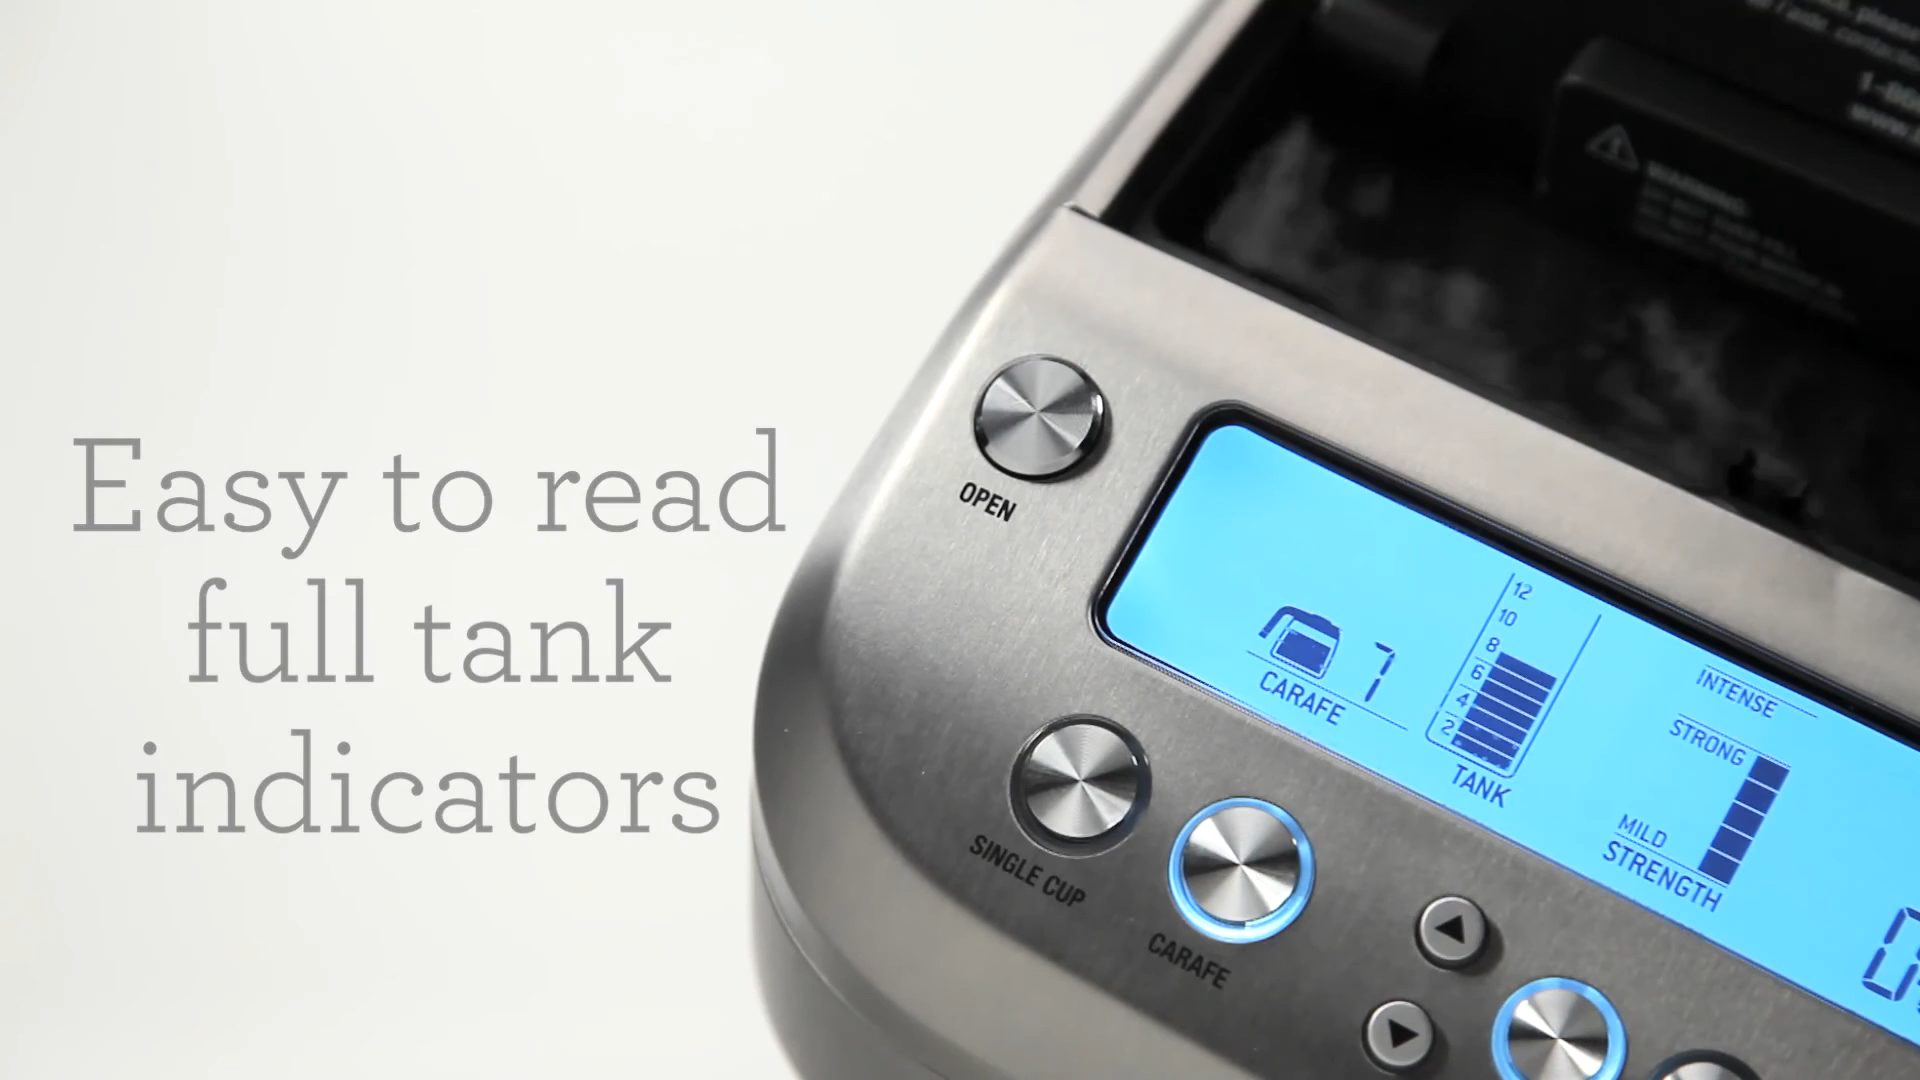 Easy to read
full tank
indicators
WARNING:
OPEN
12
10
8
6
4
2
CARAFE 7
TANK
INTENSE
STRONG
MILD
STRENGTH
SINGLE CUP
CARAFE